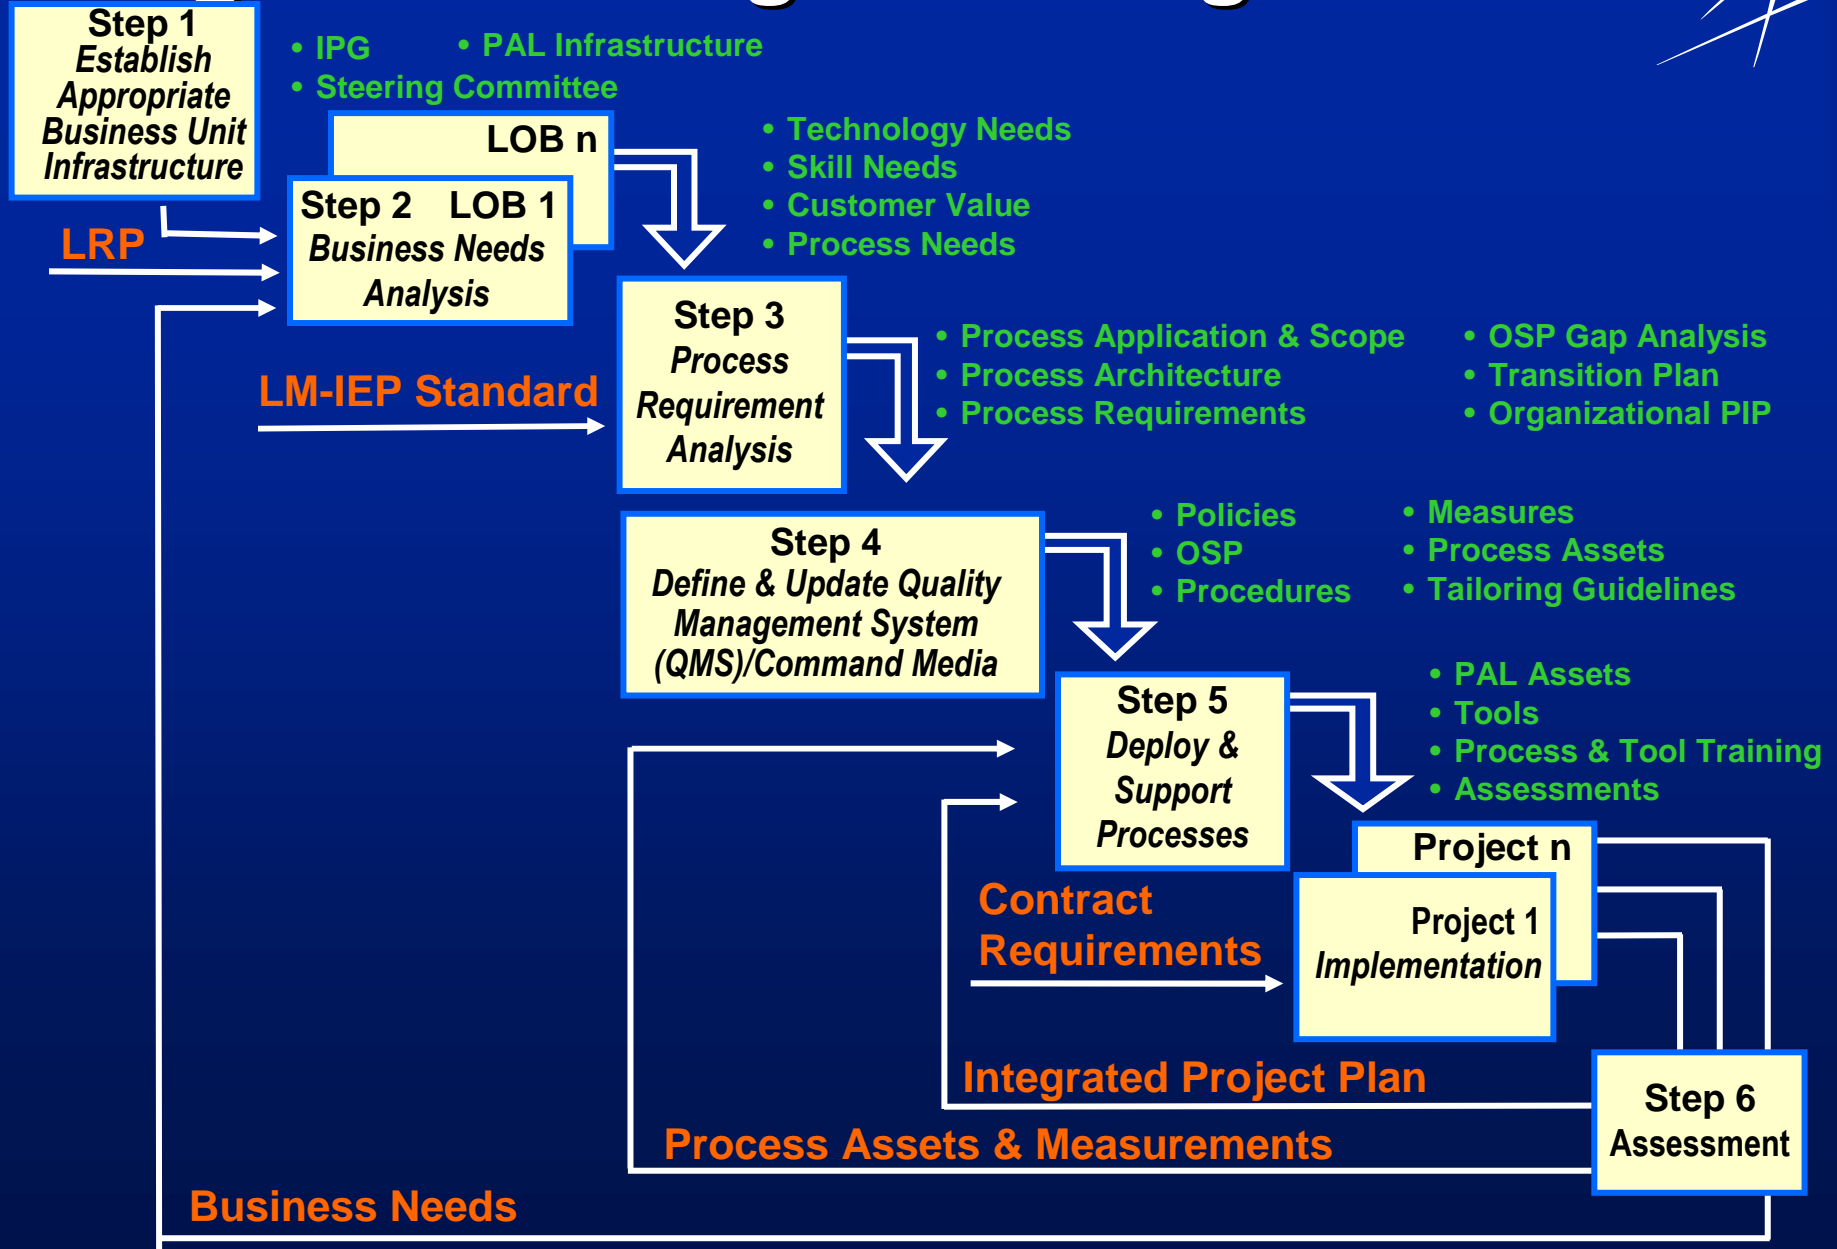 Step 1
Establish
Appropriate
Business Unit
Infrastructure
• IPG
• PAL Infrastructure
• Steering Committee
LOB n
Step 2 LOB 1
Business Needs
Analysis
LRP
• Technology Needs
• Skill Needs
• Customer Value
• Process Needs
Step 3
Process
Requirement
Analysis
LM-IEP Standard
• Process Application & Scope
• Process Architecture
• Process Requirements
• OSP Gap Analysis
• Transition Plan
• Organizational PIP
Step 4
Define & Update Quality
Management System
(QMS)/Command Media
• Policies
• OSP
• Procedures
• Measures
• Process Assets
• Tailoring Guidelines
Step 5
Deploy &
Support
Processes
• PAL Assets
• Tools
• Process & Tool Training
• Assessments
Project n
Project 1
Implementation
Contract
Requirements
Integrated Project Plan
Step 6
Assessment
Process Assets & Measurements
Business Needs